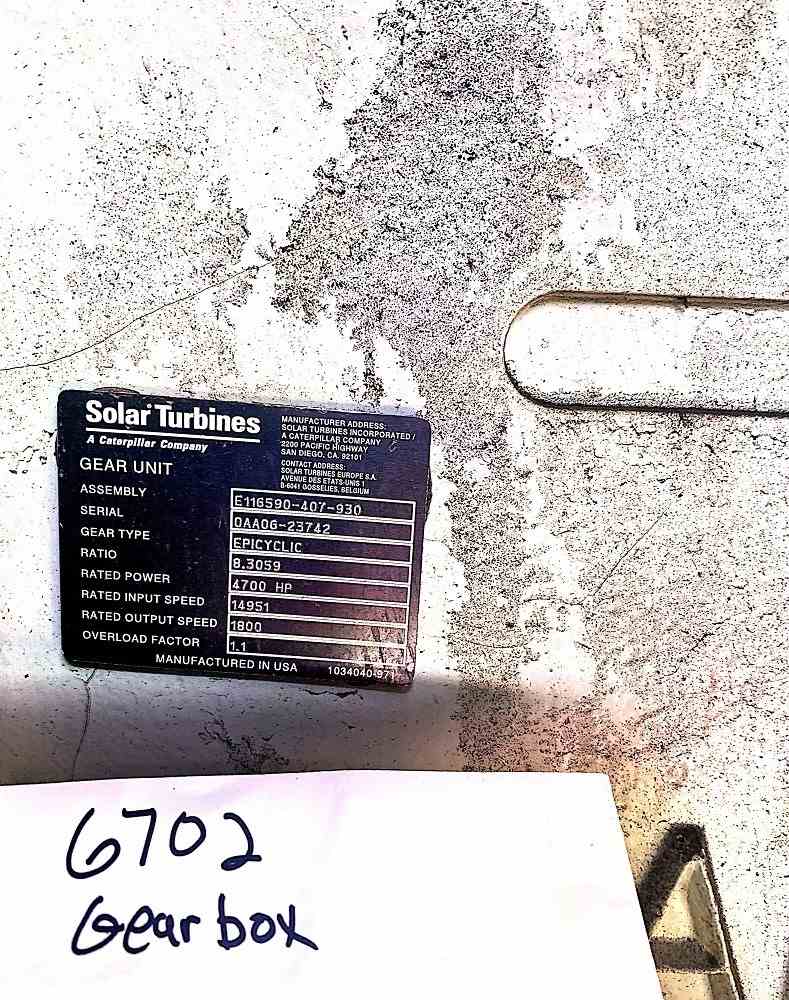 Solar Turbines
A Caterpillar Company
MANUFACTURER ADDRESS:
SOLAR TURBINES INCORPORATED /
A CATERPILLAR COMPANY
2200 PACIFIC HIGHWAY
SAN DIEGO, CA. 92101
CONTACT ADDRESS:
SOLAR TURBINES EUROPE S.A.
AVENUE DES ETATS-UNIS 1
B-6041 GOSSELIES, BELGIUM
GEAR UNIT
ASSEMBLY E116590-407-930
SERIAL OAAOG-23742
GEAR TYPE EPICYCLIC
RATIO 8.3059
RATED POWER 4700 HP
RATED INPUT SPEED 14951
RATED OUTPUT SPEED 1800
OVERLOAD FACTOR 1.1
MANUFACTURED IN USA 1034040-971
6702
Gear box